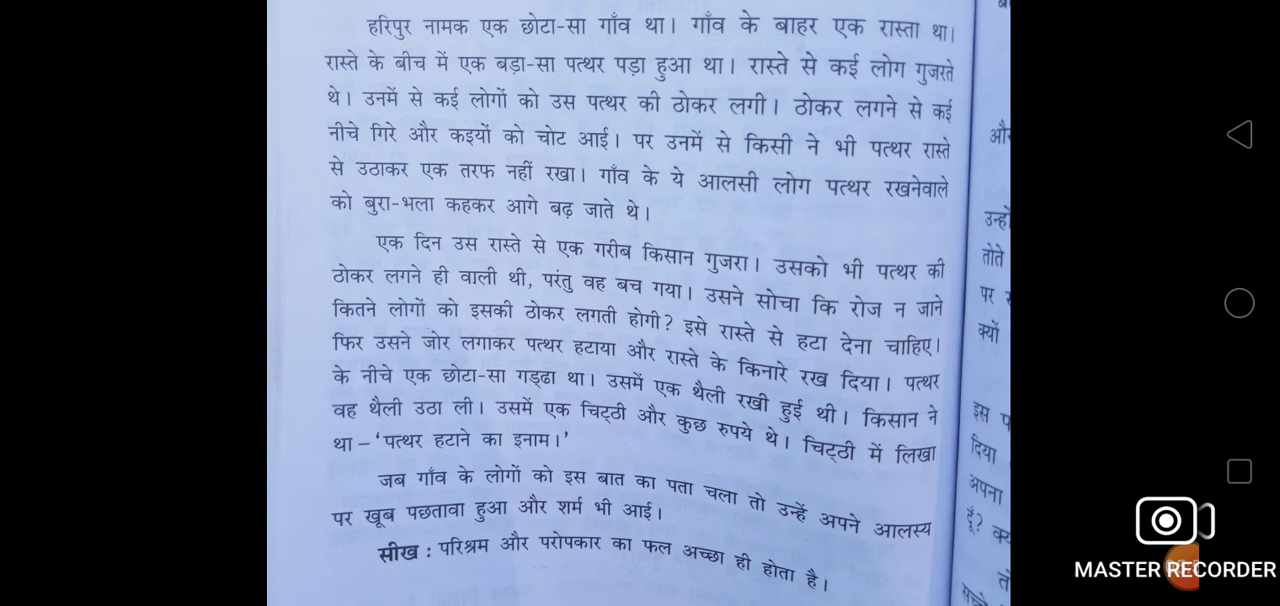 हरिपुर नामक एक छोटा-सा गाँव था। गाँव के बाहर एक रास्ता था।
रास्ते के बीच में एक बड़ा-सा पत्थर पड़ा हुआ था। रास्ते से कई लोग गुजरते
थे। उनमें से कई लोगों को उस पत्थर की ठोकर लगी। ठोकर लगने से कई
नीचे गिरे और कइयों को चोट आई। पर उनमें से किसी ने भी पत्थर रास्ते
से उठाकर एक तरफ नहीं रखा। गाँव के ये आलसी लोग पत्थर रखनेवाले
को बुरा-भला कहकर आगे बढ़ जाते थे।
एक दिन उस रास्ते से एक गरीब किसान गुजरा। उसको भी पत्थर की
ठोकर लगने ही वाली थी, परंतु वह बच गया। उसने सोचा कि रोज न जाने
कितने लोगों को इसकी ठोकर लगती होगी? इसे रास्ते से हटा देना चाहिए।
फिर उसने जोर लगाकर पत्थर हटाया और रास्ते के किनारे रख दिया। पत्थर
के नीचे एक छोटा-सा गड्ढा था। उसमें एक थैली रखी हुई थी। किसान ने
वह थैली उठा ली। उसमें एक चिट्ठी और कुछ रुपये थे। चिट्ठी में लिखा
था – 'पत्थर हटाने का इनाम।'
जब गाँव के लोगों को इस बात का पता चला तो उन्हें अपने आलस्य
पर खूब पछतावा हुआ और शर्म भी आई।
सीख : परिश्रम और परोपकार का फल अच्छा ही होता है।
तोते
पर
क्यों
इस
दिया
अपना
MASTER RECORDER